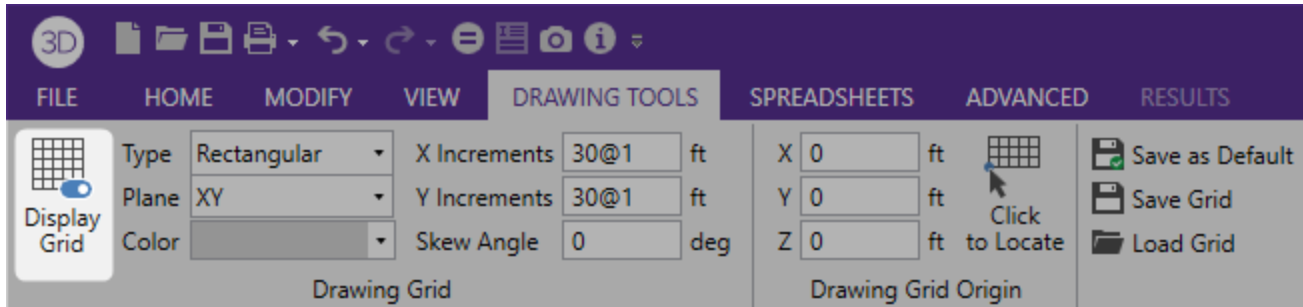 3D
FILE HOME MODIFY VIEW DRAWING TOOLS SPREADSHEETS ADVANCED RESULTS
Display Grid
Type Rectangular
Plane XY
Color
X Increments 30@1 ft
Y Increments 30@1 ft
Skew Angle 0 deg
Drawing Grid
X 0 ft
Y 0 ft
Z 0 ft
Click
to Locate
Drawing Grid Origin
Save as Default
Save Grid
Load Grid